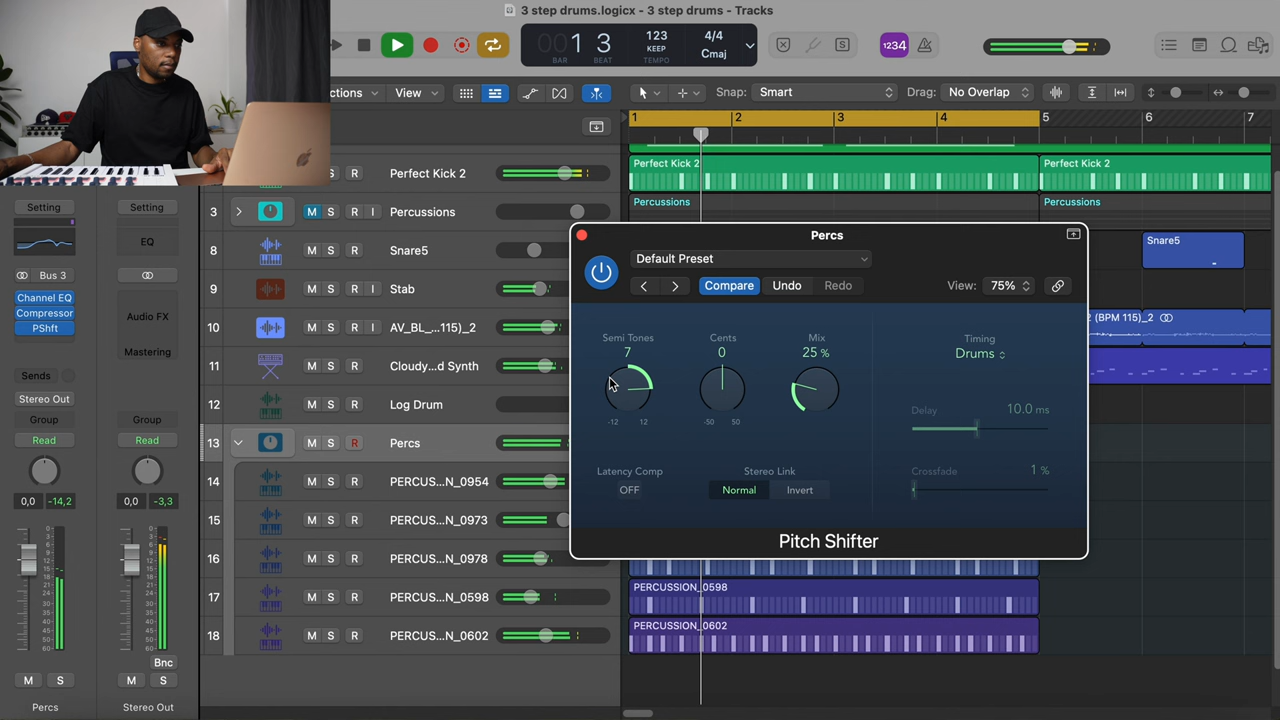 3 step drums.logicx - 3 step drums - Tracks
00 1 3
BAR BEAT
123
KEEP
TEMPO
4/4
Cmaj
1234
ctions View
Snap: Smart
Drag: No Overlap
1 2 3 4 5 6 7
Setting Setting
EQ
Bus 3
Channel EQ
Compressor
PShft
Audio FX
Mastering
Sends
Stereo Out
Group Group
Read Read
0,0 -14,2 0,0 -3,3
Bnc
M S M S
Percs Stereo Out
Perfect Kick 2
3 M S R I Percussions
8 M S R Snare5
9 M S R I Stab
10 M S R I AV_BL_...115)_2
11 M S R Cloudy...d Synth
12 M S R Log Drum
13 M S R Percs
14 M S R PERCUS...N_0954
15 M S R PERCUS...N_0973
16 M S R PERCUS...N_0978
17 M S R PERCUS...N_0598
18 M S R PERCUS...N_0602
Perfect Kick 2 Perfect Kick 2
Percussions Percussions
Snare5
(BPM 115)_2
PERCUSSION_0598
PERCUSSION_0602
Percs
Default Preset
Compare Undo Redo
View: 75%
Semi Tones
7
-12 12
Cents
0
-50 50
Mix
25 %
Timing
Drums
Delay 10.0 ms
Crossfade 1 %
Latency Comp
OFF
Stereo Link
Normal Invert
Pitch Shifter